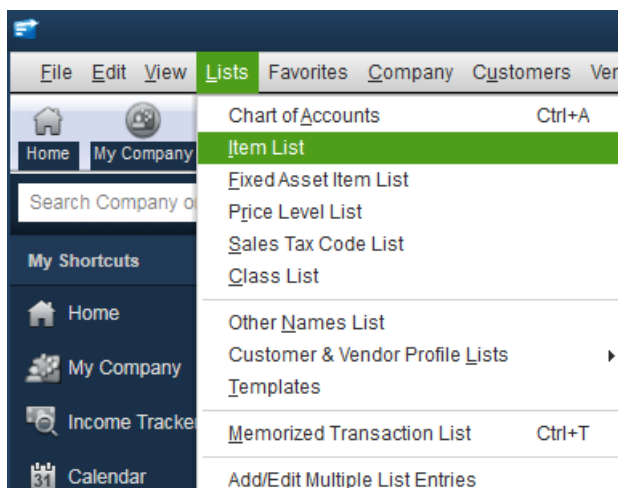 File Edit View Lists Favorites Company Customers
Home My Company
Search Company
My Shortcuts
Home
My Company
Income Tracker
31 Calendar
Chart of Accounts Ctrl+A
Item List
Fixed Asset Item List
Price Level List
Sales Tax Code List
Class List
Other Names List
Customer & Vendor Profile Lists
Templates
Memorized Transaction List Ctrl+T
Add/Edit Multiple List Entries